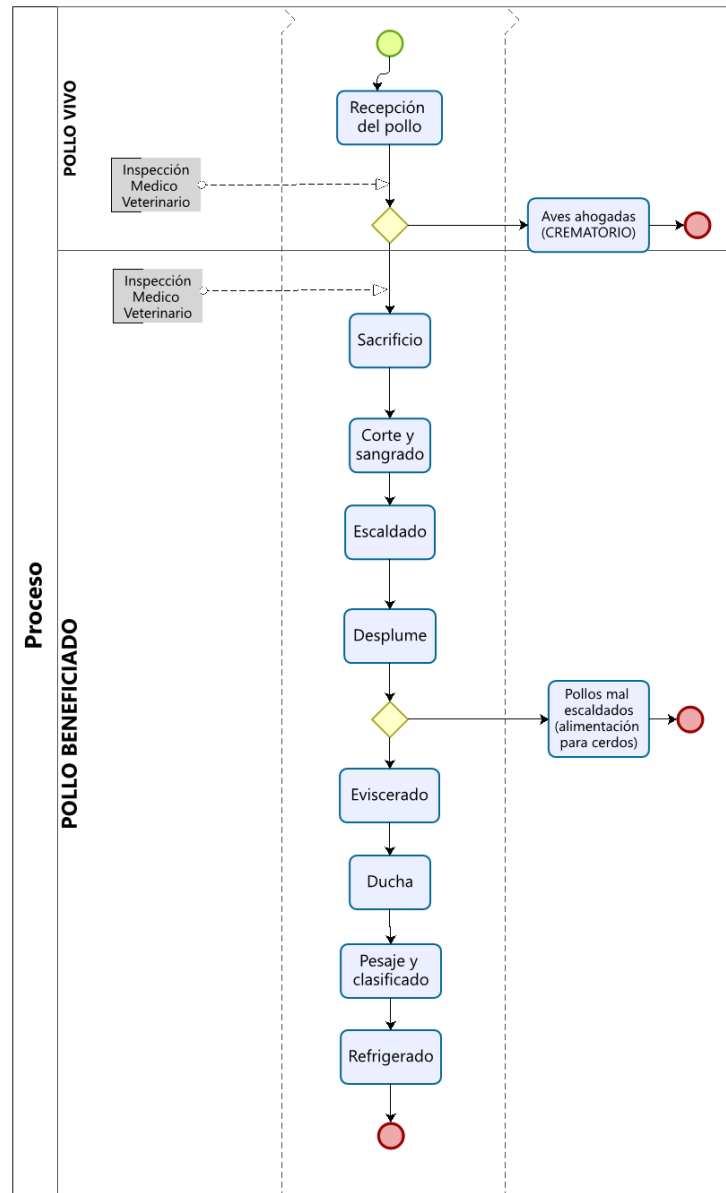 Proceso
POLLO VIVO
Recepción
del pollo
Inspección
Medico
Veterinario
Aves ahogadas
(CREMATORIO)
POLLO BENEFICIADO
Inspección
Medico
Veterinario
Sacrificio
Corte y
sangrado
Escaldado
Desplume
Pollos mal
escaldados
(alimentación
para cerdos)
Eviscerado
Ducha
Pesaje y
clasificado
Refrigerado